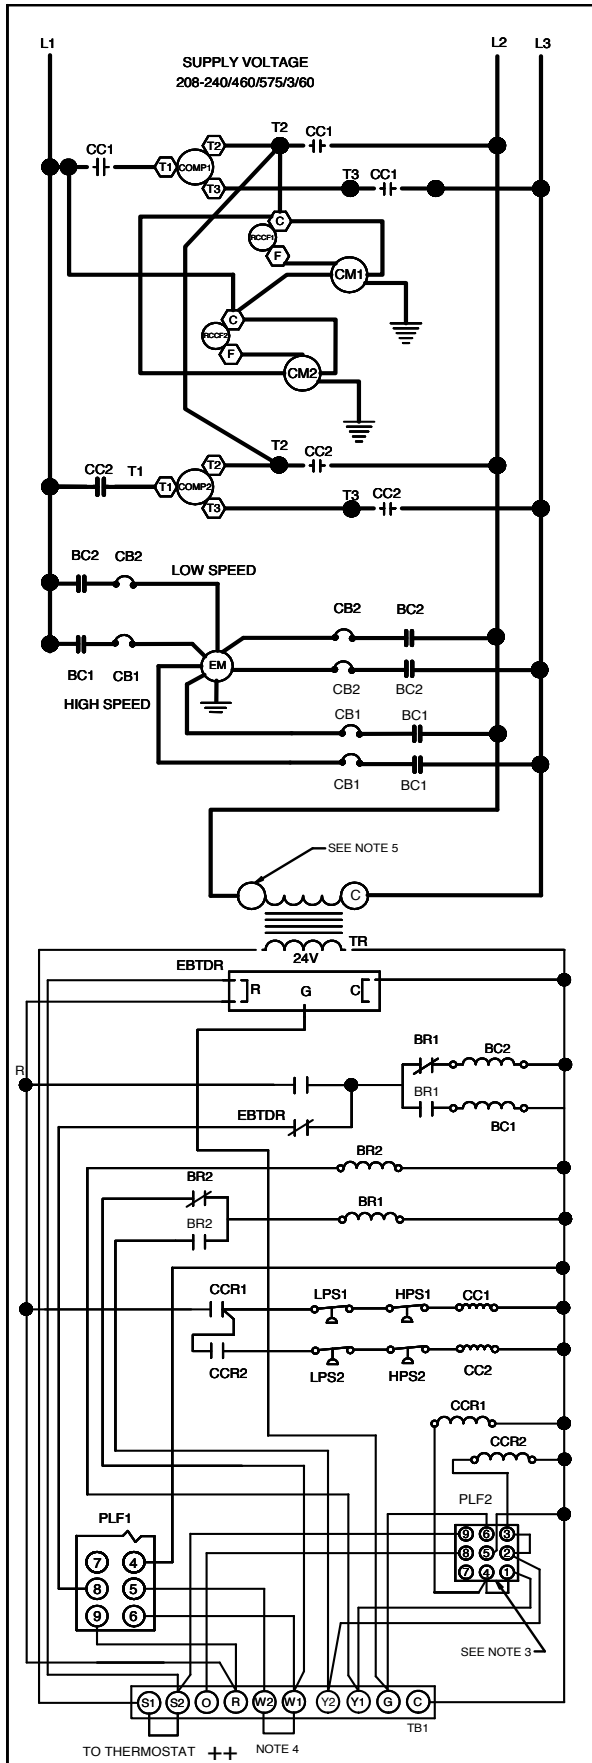 L1 L2 L3
SUPPLY VOLTAGE
208-240/460/575/3/60
T2 CC1
CC1 T1 COMP1 T2
T3 T3 CC1
C
RCCF1
F
CM1
C
RCCF2
F
CM2
T2 CC2
CC2 T1 T1 COMP2 T2
T3 T3 CC2
BC2 CB2 LOW SPEED
CB2 BC2
BC1 CB1 EM
CB2 BC2
HIGH SPEED
CB1 BC1
CB1 BC1
SEE NOTE 5
C
TR
24V
EBTDR
R G C
R
BR1 BC2
BR1
EBTDR BC1
BR2
BR2
BR1
BR2
CCR1 LPS1 HPS1 CC1
CCR2 LPS2 HPS2 CC2
CCR1
CCR2
PLF2
PLF1
9 6 3
8 5 2
7 4 1
7 4
8 5
9 6
SEE NOTE 3
S1 S2 O R W2 W1 Y2 Y1 G C
TB1
TO THERMOSTAT ++ NOTE 4